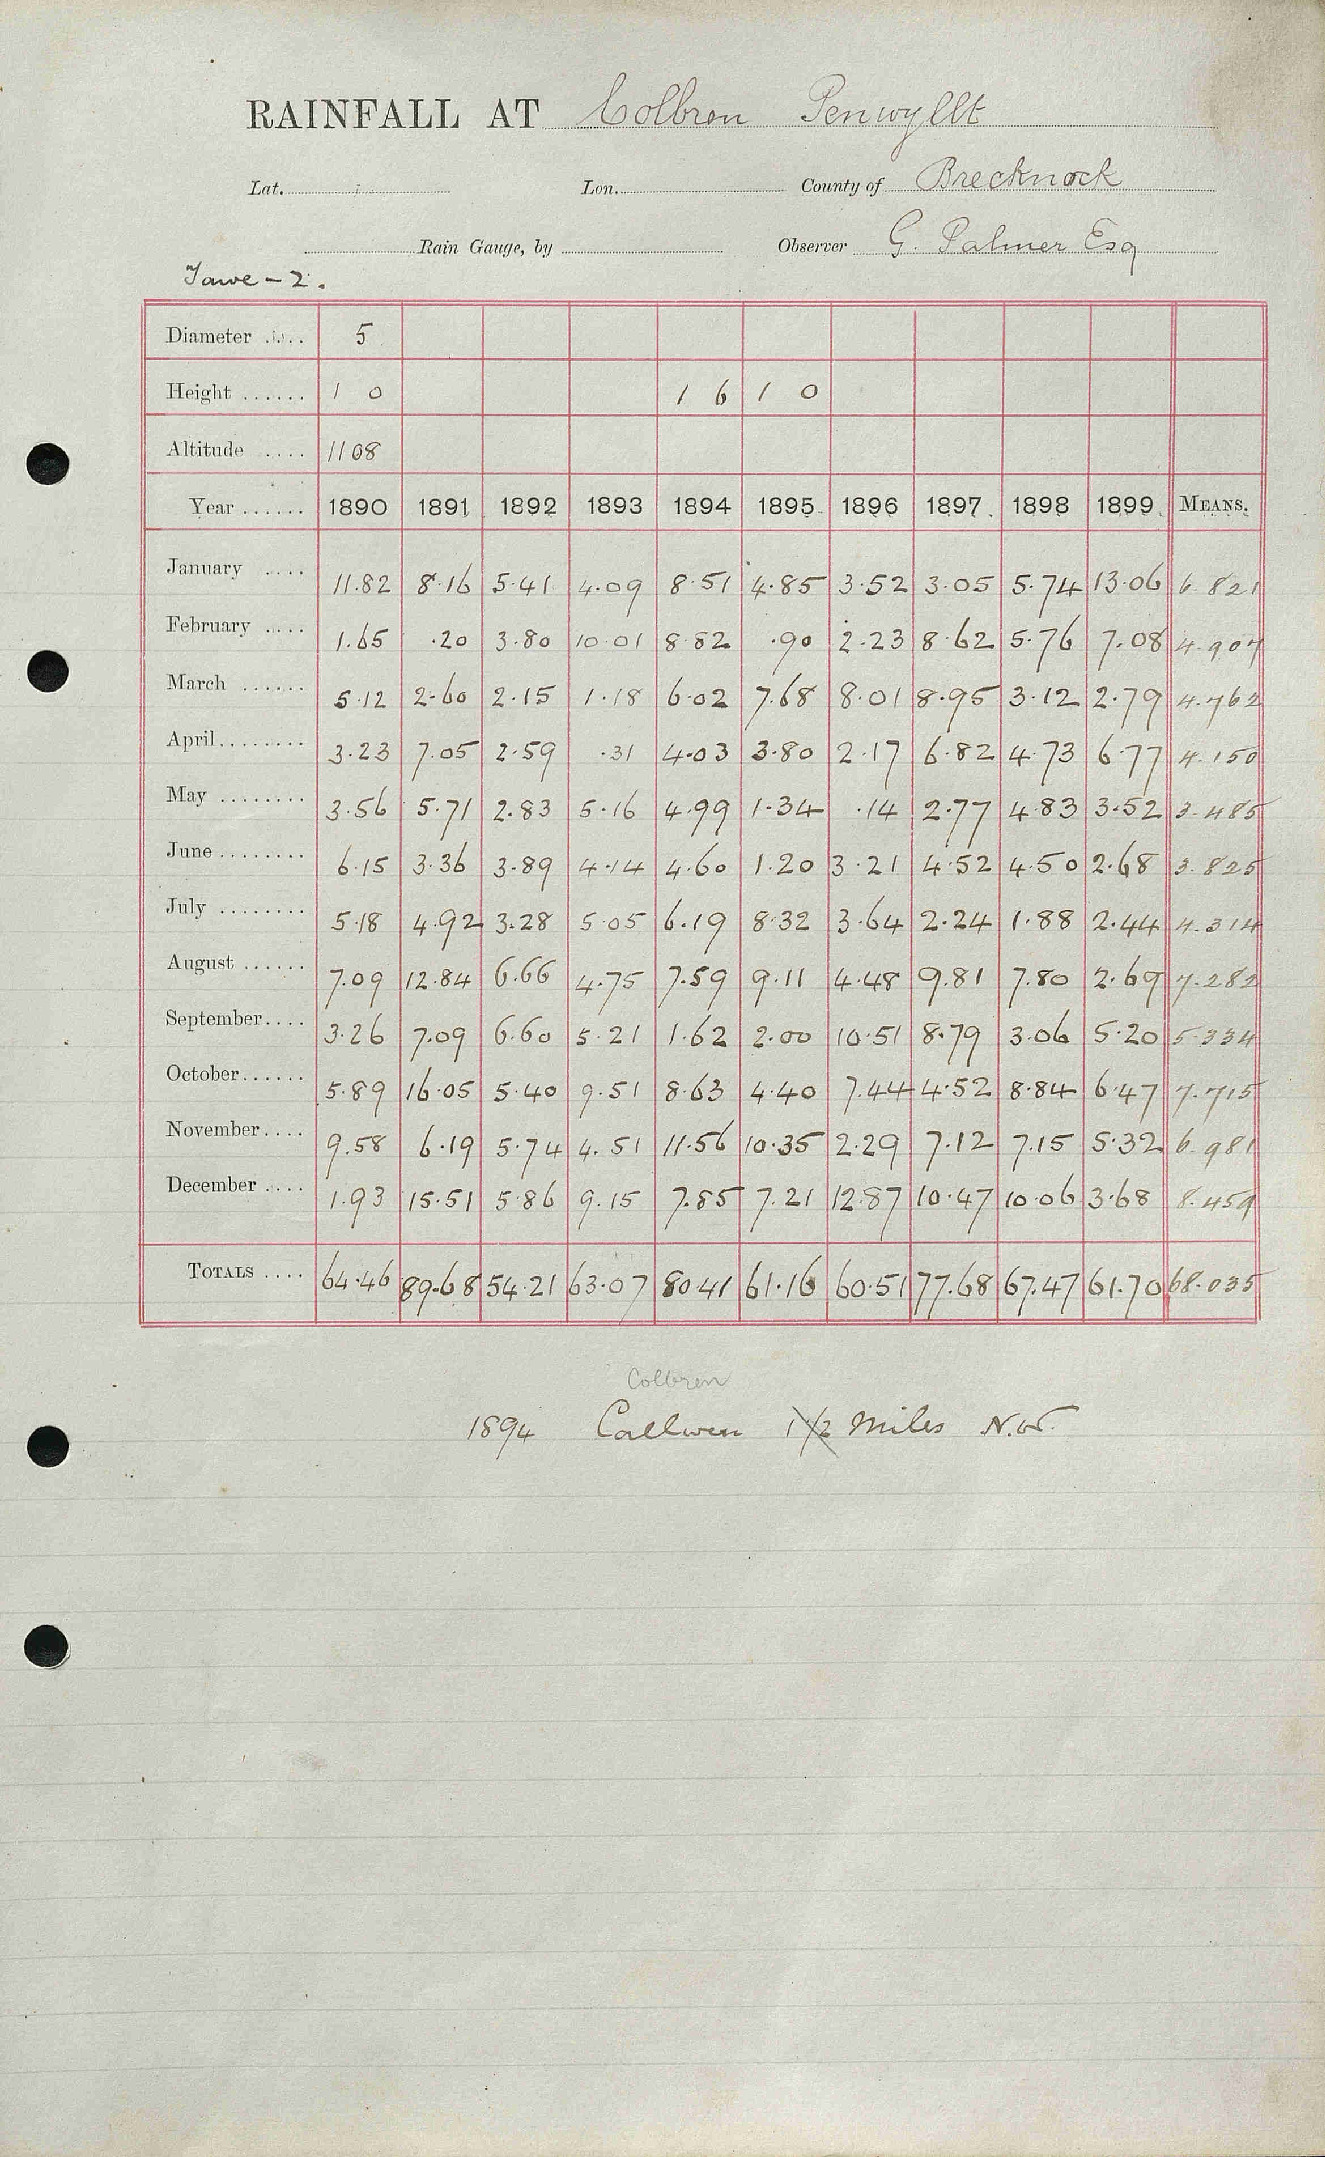 RAINFALL AT Colbren Penwyllt
Lat. Lon. County of Brecknock
Rain Gauge, by Observer G. Palmer Esq
Tawe - 2.
Diameter .... 5
Height ...... 1 0 1 6 1 0
Altitude .... 1108
Year ...... 1890 1891 1892 1893 1894 1895 1896 1897 1898 1899 MEANS.
January .... 11.82 8.16 5.41 4.09 8.51 4.85 3.52 3.05 5.74 13.06 6.821
February .... 1.65 .20 3.80 10.01 8.82 .90 2.23 8.62 5.76 7.08 4.907
March ...... 5.12 2.60 2.15 1.18 6.02 7.68 8.01 8.95 3.12 2.79 4.762
April........ 3.23 7.05 2.59 .31 4.03 3.80 2.17 6.82 4.73 6.77 4.150
May ........ 3.56 5.71 2.83 5.16 4.99 1.34 .14 2.77 4.83 3.52 3.485
June ........ 6.15 3.36 3.89 4.14 4.60 1.20 3.21 4.52 4.50 2.68 3.825
July ........ 5.18 4.92 3.28 5.05 6.19 8.32 3.64 2.24 1.88 2.44 4.314
August ...... 7.09 12.84 6.66 4.75 7.59 9.11 4.48 9.81 7.80 2.69 7.282
September.... 3.26 7.09 6.60 5.21 1.62 2.00 10.51 8.79 3.06 5.20 5.334
October...... 5.89 16.05 5.40 9.51 8.63 4.40 7.44 4.52 8.84 6.47 7.715
November.... 9.58 6.19 5.74 4.51 11.56 10.35 2.29 7.12 7.15 5.32 6.981
December .... 1.93 15.51 5.86 9.15 7.85 7.21 12.87 10.47 10.06 3.68 8.459
TOTALS .... 64.46 89.68 54.21 63.07 80.41 61.16 60.51 77.68 67.47 61.70 68.035
Colbren
1894 Callwen 1 1/2 Miles N.W.